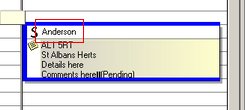 Anderson
AL1 5RT
St Albans Herts
Details here
Comments here(Pending)